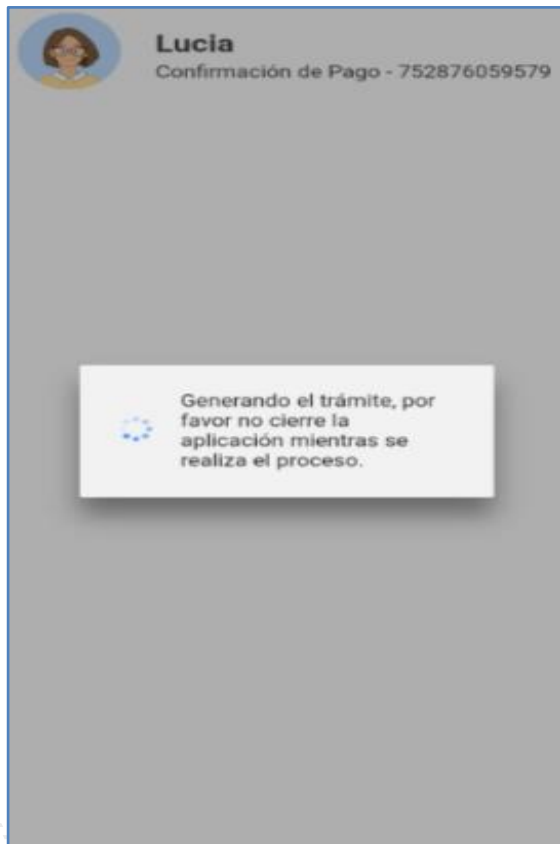 Lucia
Confirmación de Pago - 752876059579
Generando el trámite, por
favor no cierre la
aplicación mientras se
realiza el proceso.